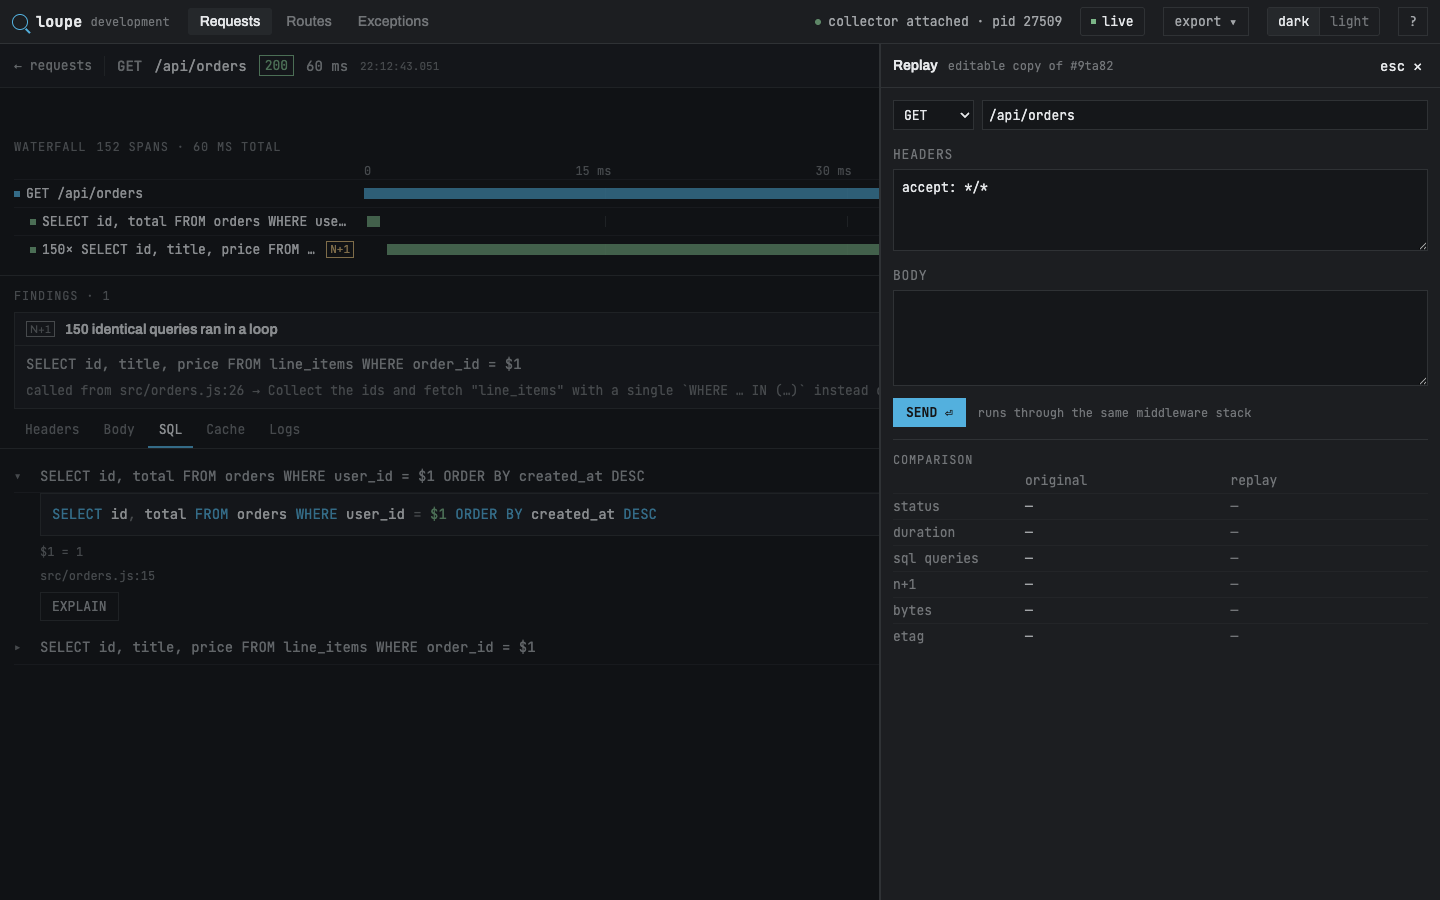 loupe development Requests Routes Exceptions collector attached · pid 27509 live export ▾ dark light ?
← requests GET /api/orders 200 60 ms 22:12:43.051
WATERFALL 152 SPANS · 60 MS TOTAL
0 15 ms 30 ms
GET /api/orders
SELECT id, total FROM orders WHERE use…
150× SELECT id, title, price FROM … N+1
FINDINGS · 1
N+1 150 identical queries ran in a loop
SELECT id, title, price FROM line_items WHERE order_id = $1
called from src/orders.js:26 → Collect the ids and fetch "line_items" with a single `WHERE … IN (…)` instead
Headers Body SQL Cache Logs
▾ SELECT id, total FROM orders WHERE user_id = $1 ORDER BY created_at DESC
SELECT id, total FROM orders WHERE user_id = $1 ORDER BY created_at DESC
$1 = 1
src/orders.js:15
EXPLAIN
▸ SELECT id, title, price FROM line_items WHERE order_id = $1
Replay editable copy of #9ta82 esc ×
GET /api/orders
HEADERS
accept: */*
BODY
SEND ⏎ runs through the same middleware stack
COMPARISON
original replay
status — —
duration — —
sql queries — —
n+1 — —
bytes — —
etag — —